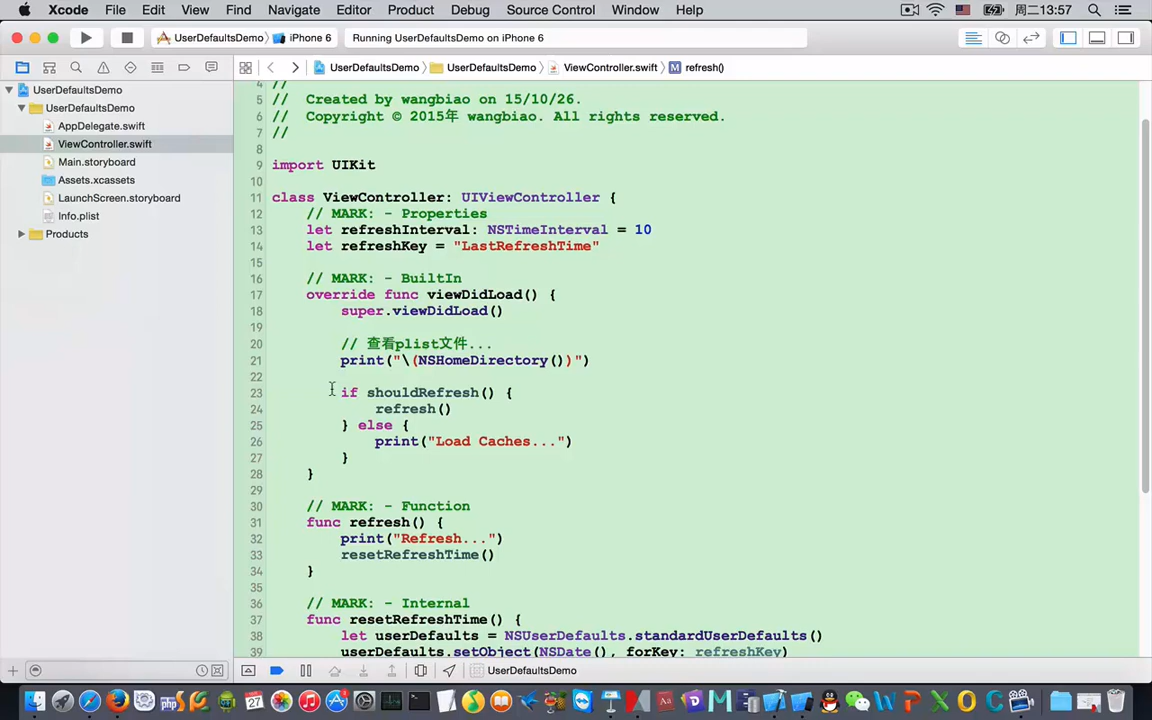 Xcode File Edit View Find Navigate Editor Product Debug Source Control Window Help 周二13:57
UserDefaultsDemo iPhone 6 Running UserDefaultsDemo on iPhone 6
UserDefaultsDemo UserDefaultsDemo ViewController.swift M refresh()
UserDefaultsDemo
UserDefaultsDemo
AppDelegate.swift
ViewController.swift
Main.storyboard
Assets.xcassets
LaunchScreen.storyboard
Info.plist
Products
4 //
5 // Created by wangbiao on 15/10/26.
6 // Copyright © 2015年 wangbiao. All rights reserved.
7 //
8
9 import UIKit
10
11 class ViewController: UIViewController {
12 // MARK: - Properties
13 let refreshInterval: NSTimeInterval = 10
14 let refreshKey = "LastRefreshTime"
15
16 // MARK: - BuiltIn
17 override func viewDidLoad() {
18 super.viewDidLoad()
19
20 // 查看plist文件...
21 print("\(NSHomeDirectory())")
22
23 if shouldRefresh() {
24 refresh()
25 } else {
26 print("Load Caches...")
27 }
28 }
29
30 // MARK: - Function
31 func refresh() {
32 print("Refresh...")
33 resetRefreshTime()
34 }
35
36 // MARK: - Internal
37 func resetRefreshTime() {
38 let userDefaults = NSUserDefaults.standardUserDefaults()
39 userDefaults.setObject(NSDate(), forKey: refreshKey)
UserDefaultsDemo